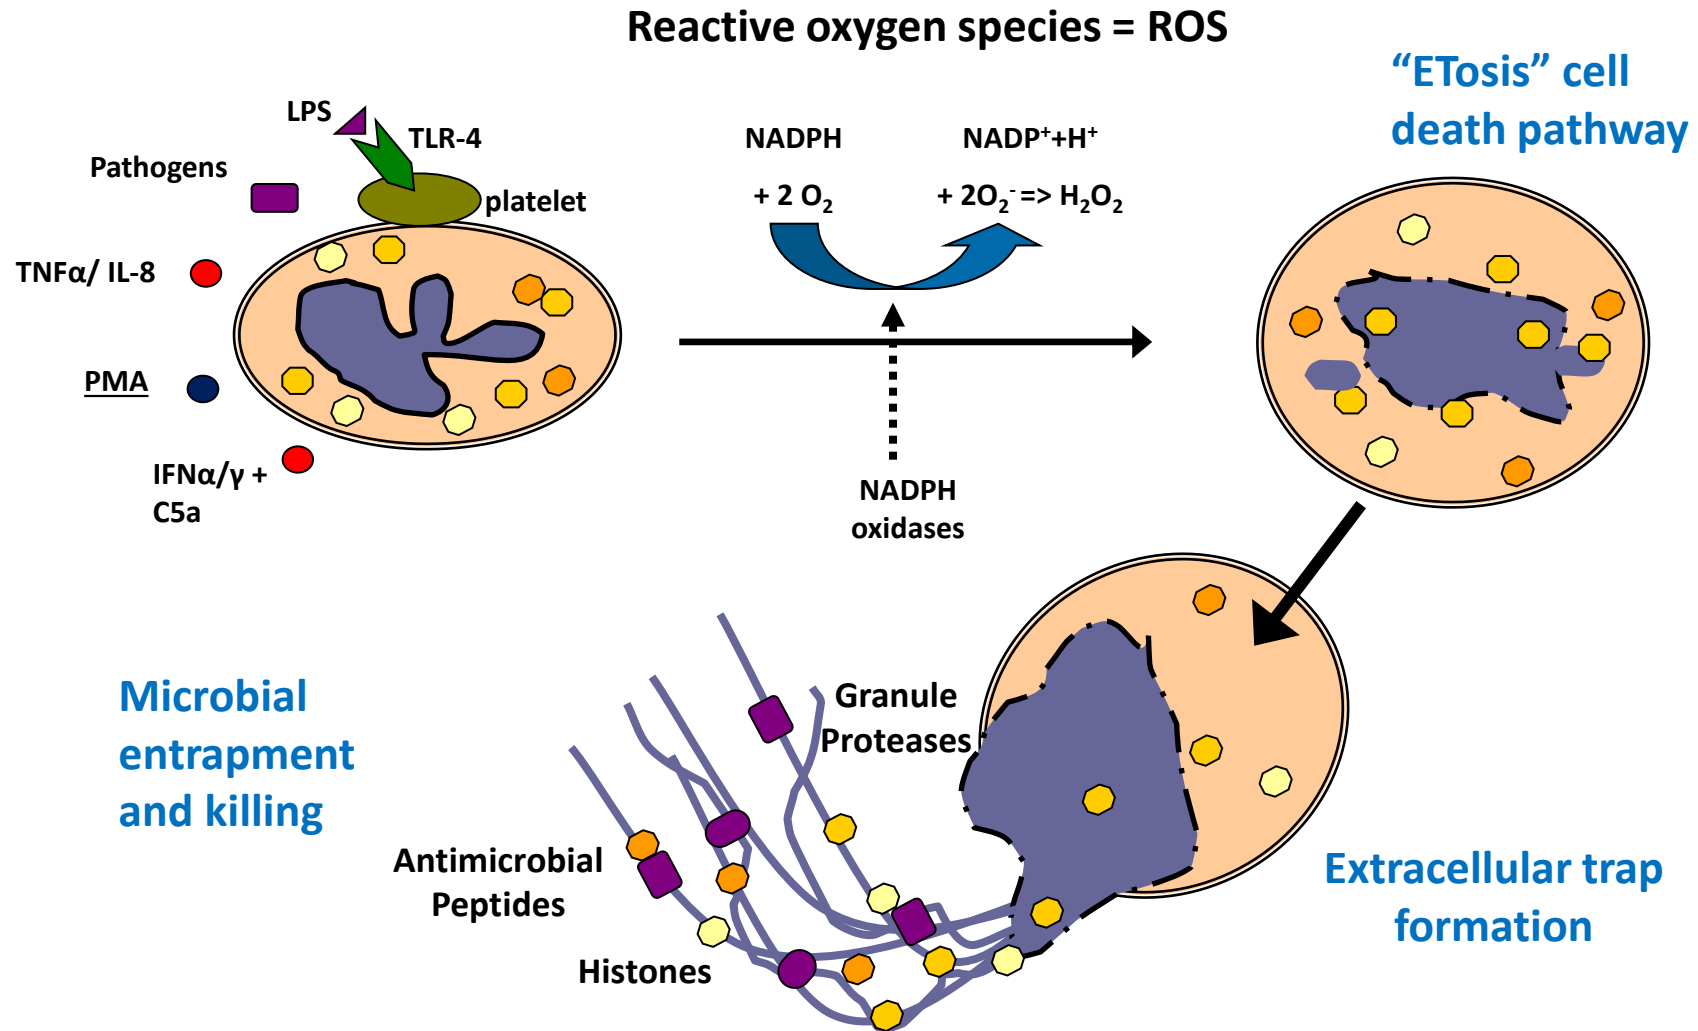 Reactive oxygen species = ROS
“ETosis” cell
death pathway
LPS
TLR-4
Pathogens
platelet
TNFα/ IL-8
PMA
IFNα/γ +
C5a
NADPH
+ 2 O₂
NADP⁺+H⁺
+ 2O₂⁻ => H₂O₂
NADPH
oxidases
Microbial
entrapment
and killing
Granule
Proteases
Antimicrobial
Peptides
Histones
Extracellular trap
formation